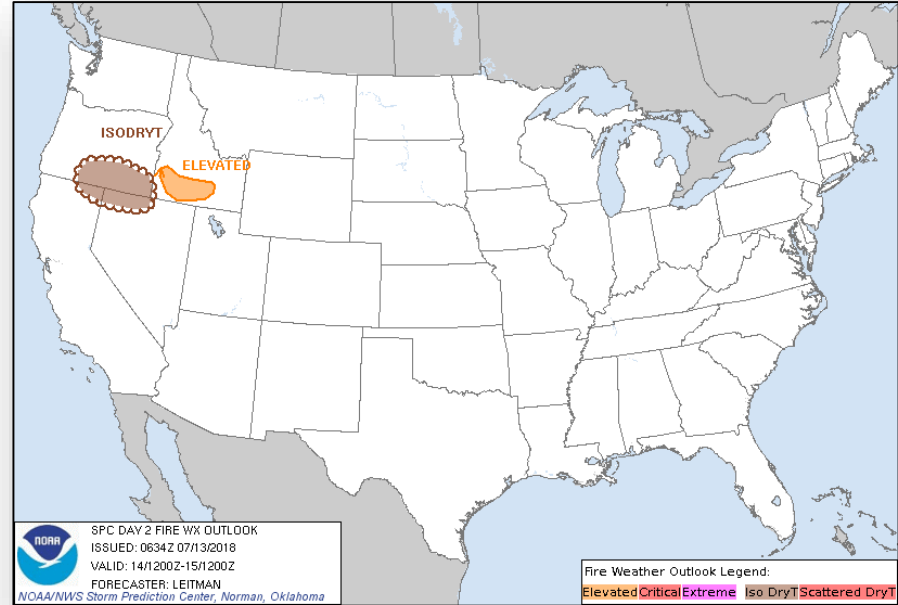 ISODRYT
ELEVATED
NOAA
SPC DAY 2 FIRE WX OUTLOOK
ISSUED: 0634Z 07/13/2018
VALID: 14/1200Z-15/1200Z
FORECASTER: LEITMAN
NOAA/NWS Storm Prediction Center, Norman, Oklahoma
Fire Weather Outlook Legend:
Elevated Critical Extreme Iso DryT Scattered DryT